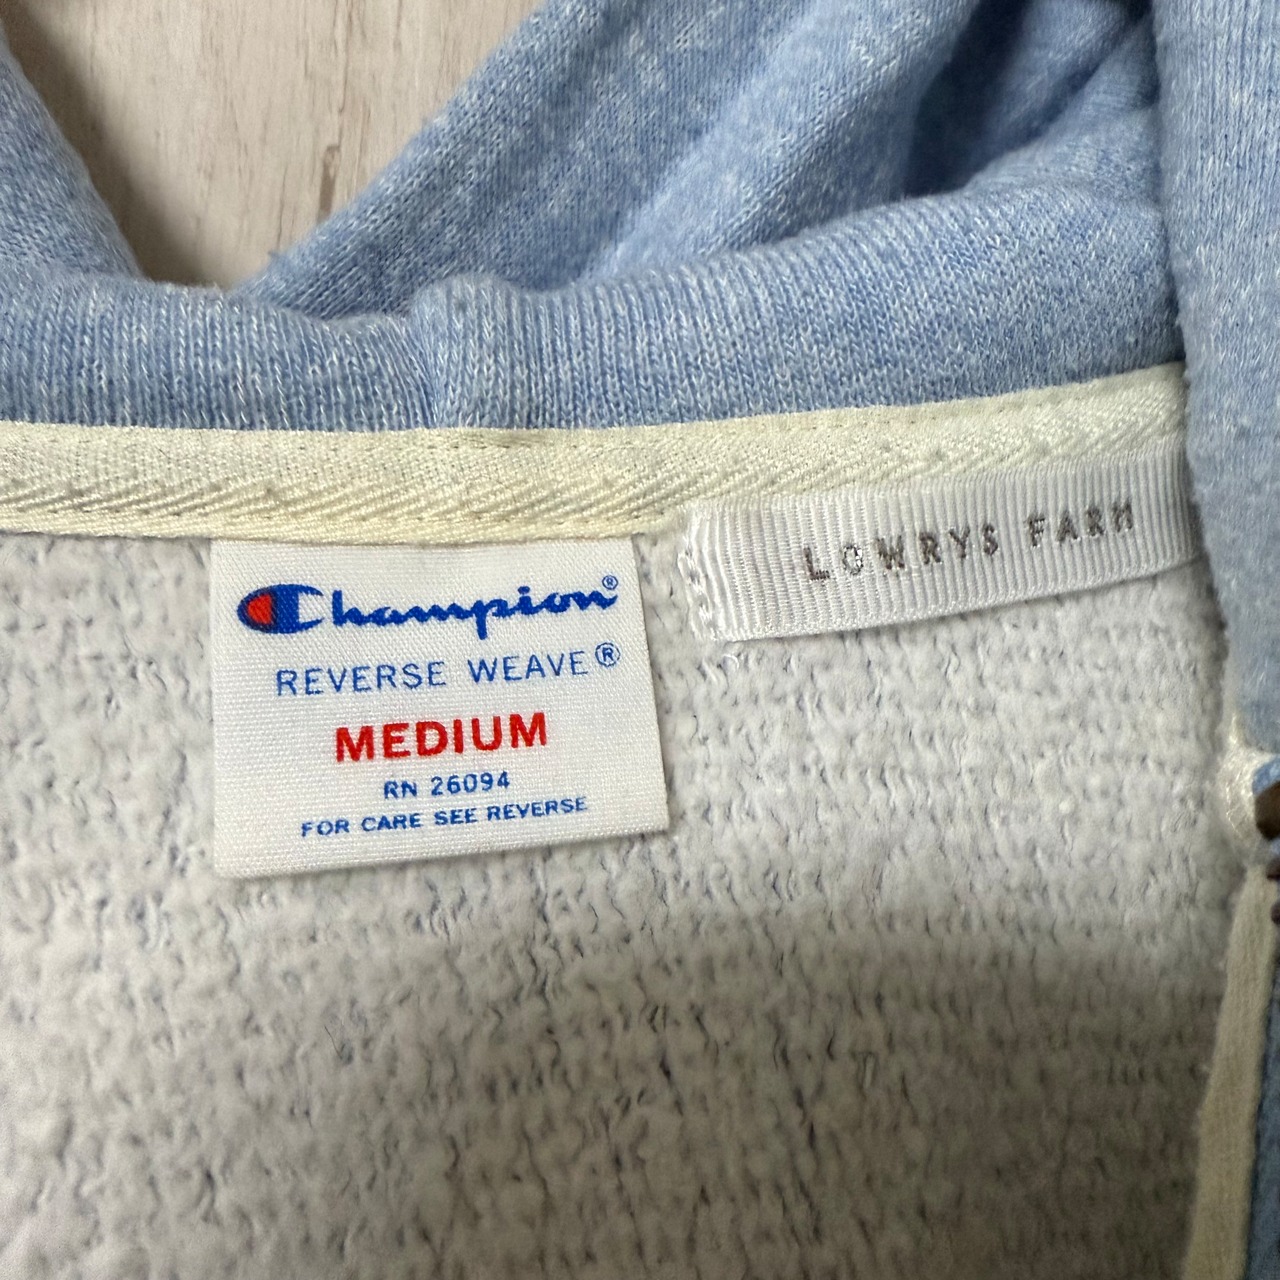 Champion®
REVERSE WEAVE®
MEDIUM
RN 26094
FOR CARE SEE REVERSE
LOWRYS FARM